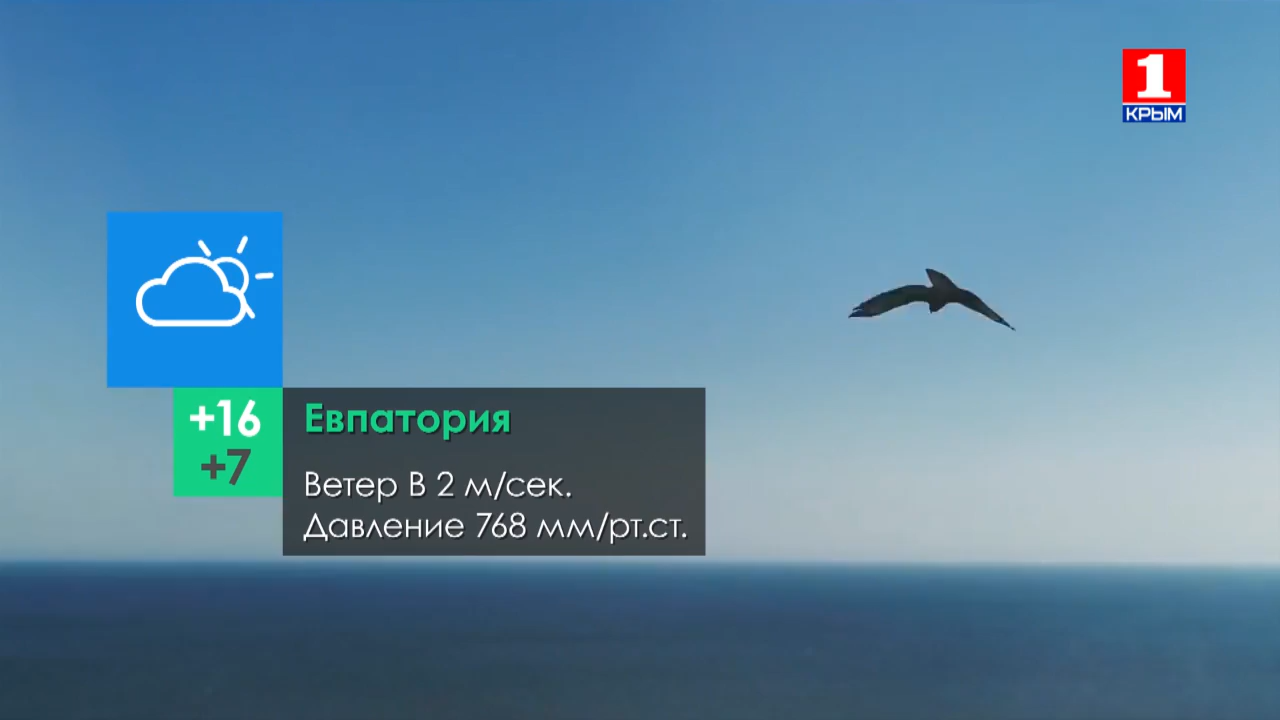 1
КРЫМ
+16
+7
Евпатория
Ветер В 2 м/сек.
Давление 768 мм/рт.ст.